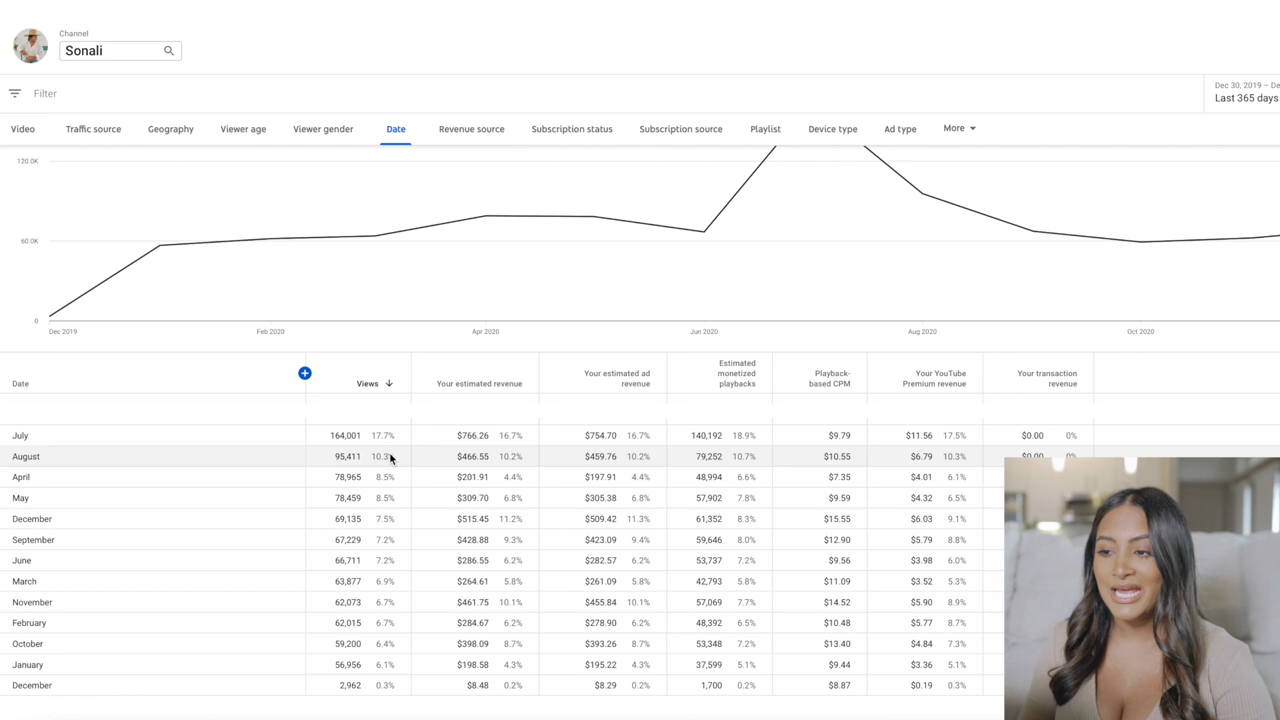 Channel
Sonali
Filter
Dec 30, 2019 – De
Last 365 days
Video Traffic source Geography Viewer age Viewer gender Date Revenue source Subscription status Subscription source Playlist Device type Ad type More
120.0K
60.0K
0
Dec 2019 Feb 2020 Apr 2020 Jun 2020 Aug 2020 Oct 2020
Date Views Your estimated revenue Your estimated ad revenue Estimated monetized playbacks Playback-based CPM Your YouTube Premium revenue Your transaction revenue
July 164,001 17.7% $766.26 16.7% $754.70 16.7% 140,192 18.9% $9.79 $11.56 17.5% $0.00 0%
August 95,411 10.3% $466.55 10.2% $459.76 10.2% 79,252 10.7% $10.55 $6.79 10.3% $0.00 0%
April 78,965 8.5% $201.91 4.4% $197.91 4.4% 48,994 6.6% $7.35 $4.01 6.1%
May 78,459 8.5% $309.70 6.8% $305.38 6.8% 57,902 7.8% $9.59 $4.32 6.5%
December 69,135 7.5% $515.45 11.2% $509.42 11.3% 61,352 8.3% $15.55 $6.03 9.1%
September 67,229 7.2% $428.88 9.3% $423.09 9.4% 59,646 8.0% $12.90 $5.79 8.8%
June 66,711 7.2% $286.55 6.2% $282.57 6.2% 53,737 7.2% $9.56 $3.98 6.0%
March 63,877 6.9% $264.61 5.8% $261.09 5.8% 42,793 5.8% $11.09 $3.52 5.3%
November 62,073 6.7% $461.75 10.1% $455.84 10.1% 57,069 7.7% $14.52 $5.90 8.9%
February 62,015 6.7% $284.67 6.2% $278.90 6.2% 48,392 6.5% $10.48 $5.77 8.7%
October 59,200 6.4% $398.09 8.7% $393.26 8.7% 53,348 7.2% $13.40 $4.84 7.3%
January 56,956 6.1% $198.58 4.3% $195.22 4.3% 37,599 5.1% $9.44 $3.36 5.1%
December 2,962 0.3% $8.48 0.2% $8.29 0.2% 1,700 0.2% $8.87 $0.19 0.3%